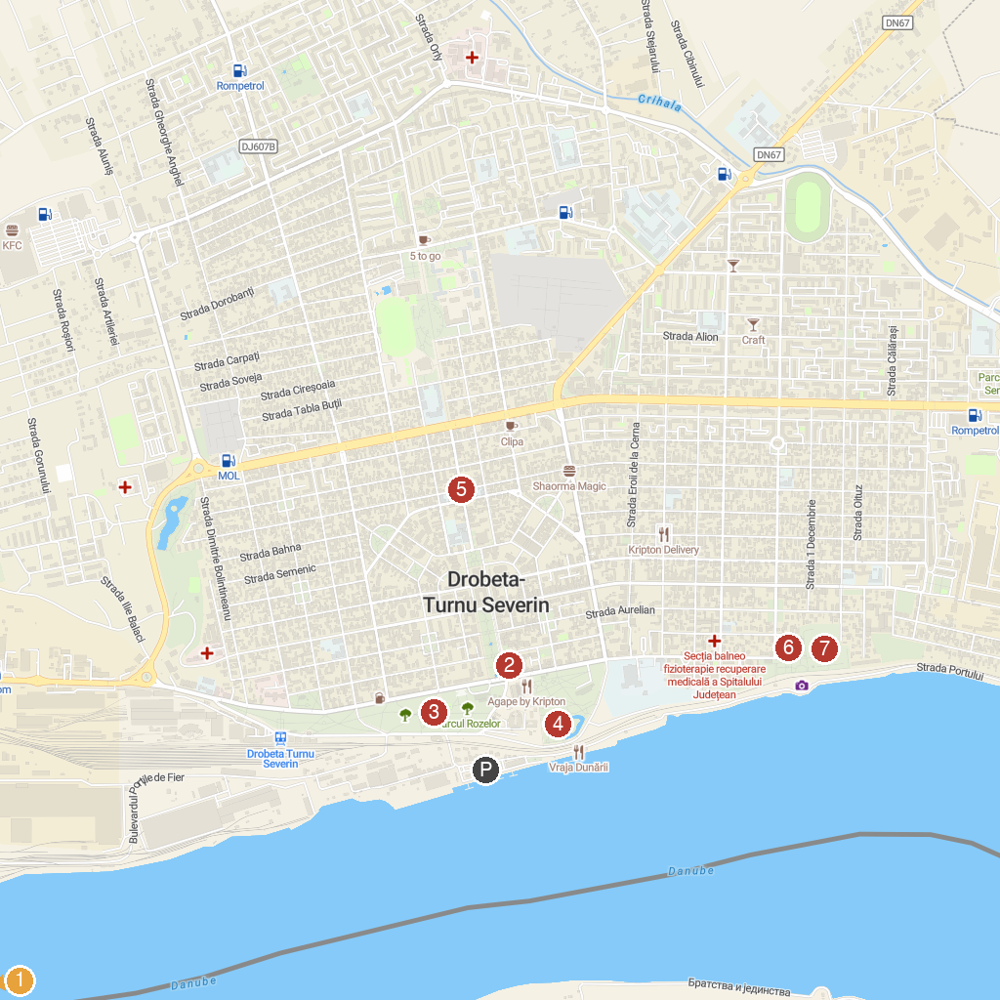 DN67
Strada Orly
Strada Stejarului
Strada Cibinului
Rompetrol
Strada Gheorghe Anghel
Crihala
Strada Aluniș
DJ607B
DN67
KFC
5 to go
Strada Roșiori
Strada Artileriei
Strada Dorobanți
Strada Alion
Craft
Strada Călărași
Strada Carpați
Strada Soveja
Strada Cireșoaia
Strada Tabla Buții
Parc
Ser
Rompetrol
Clipa
Strada Gorunului
MOL
5
Shaorma Magic
Strada Eroii de la Cerna
Strada Oituz
Strada 1 Decembrie
Strada Dimitrie Bolintineanu
Kripton Delivery
Strada Bahna
Strada Semenic
Strada Ilie Balaci
Drobeta-
Turnu Severin
Strada Aurelian
6
7
2
Secția balneo
fizioterapie recuperare
medicală a Spitalului
Județean
Strada Portului
om
Agape by Kripton
3
arcul Rozelor
4
Drobeta Turnu
Severin
P
Vraja Dunării
Bulevardul Porțile de Fier
Danube
1
Danube
Братства и јединства